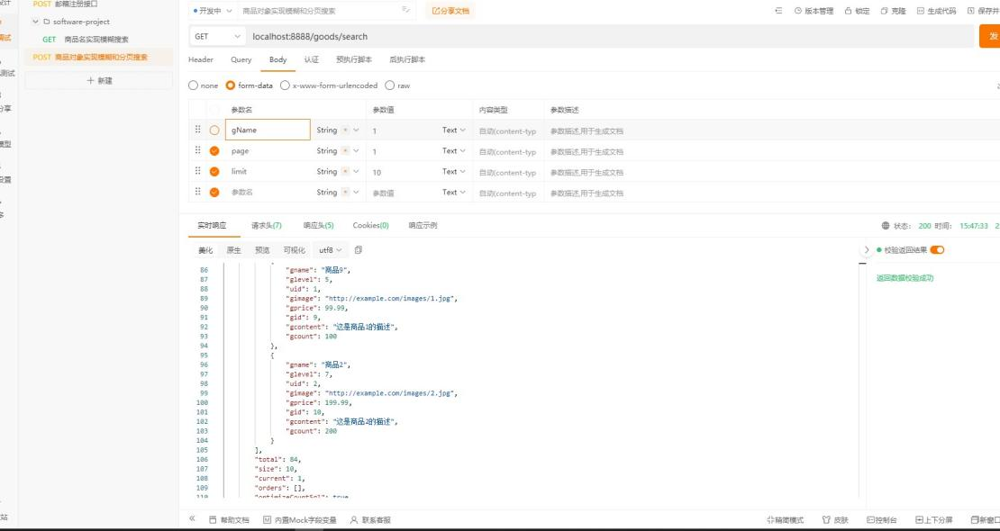 POST 邮箱注册接口
software-project
GET 商品名实现模糊搜索
POST 商品对象实现模糊和分页搜索
+ 新建
开发中 商品对象实现模糊和分页搜索 分享文档 版本管理 锁定 克隆 生成代码
GET localhost:8888/goods/search
Header Query Body 认证 预执行脚本 后执行脚本
none form-data x-www-form-urlencoded raw
参数名 参数值 内容类型 参数描述
gName String * 1 Text 自动(content-typ 参数描述,用于生成文档
page String * 1 Text 自动(content-typ 参数描述,用于生成文档
limit String * 10 Text 自动(content-typ 参数描述,用于生成文档
参数名 String * 参数值 Text 自动(content-typ 参数描述,用于生成文档
实时响应 请求头(7) 响应头(5) Cookies(0) 响应示例 状态: 200 时间: 15:47:33
美化 原生 预览 可视化 utf8 校验返回结果
返回数据校验成功
86 "gname": "商品9",
87 "glevel": 5,
88 "uid": 1,
89 "gimage": "http://example.com/images/1.jpg",
90 "gprice": 99.99,
91 "gid": 9,
92 "gcontent": "这是商品1的描述",
93 "gcount": 100
94 },
95 {
96 "gname": "商品2",
97 "glevel": 7,
98 "uid": 2,
99 "gimage": "http://example.com/images/2.jpg",
100 "gprice": 199.99,
101 "gid": 10,
102 "gcontent": "这是商品2的描述",
103 "gcount": 200
104 }
105 ],
106 "total": 84,
107 "size": 10,
108 "current": 1,
109 "orders": [],
110 "optimizeCountSql": true
帮助文档 内置Mock字段变量 联系客服 精简模式 皮肤 控制台 上下分屏 新窗口